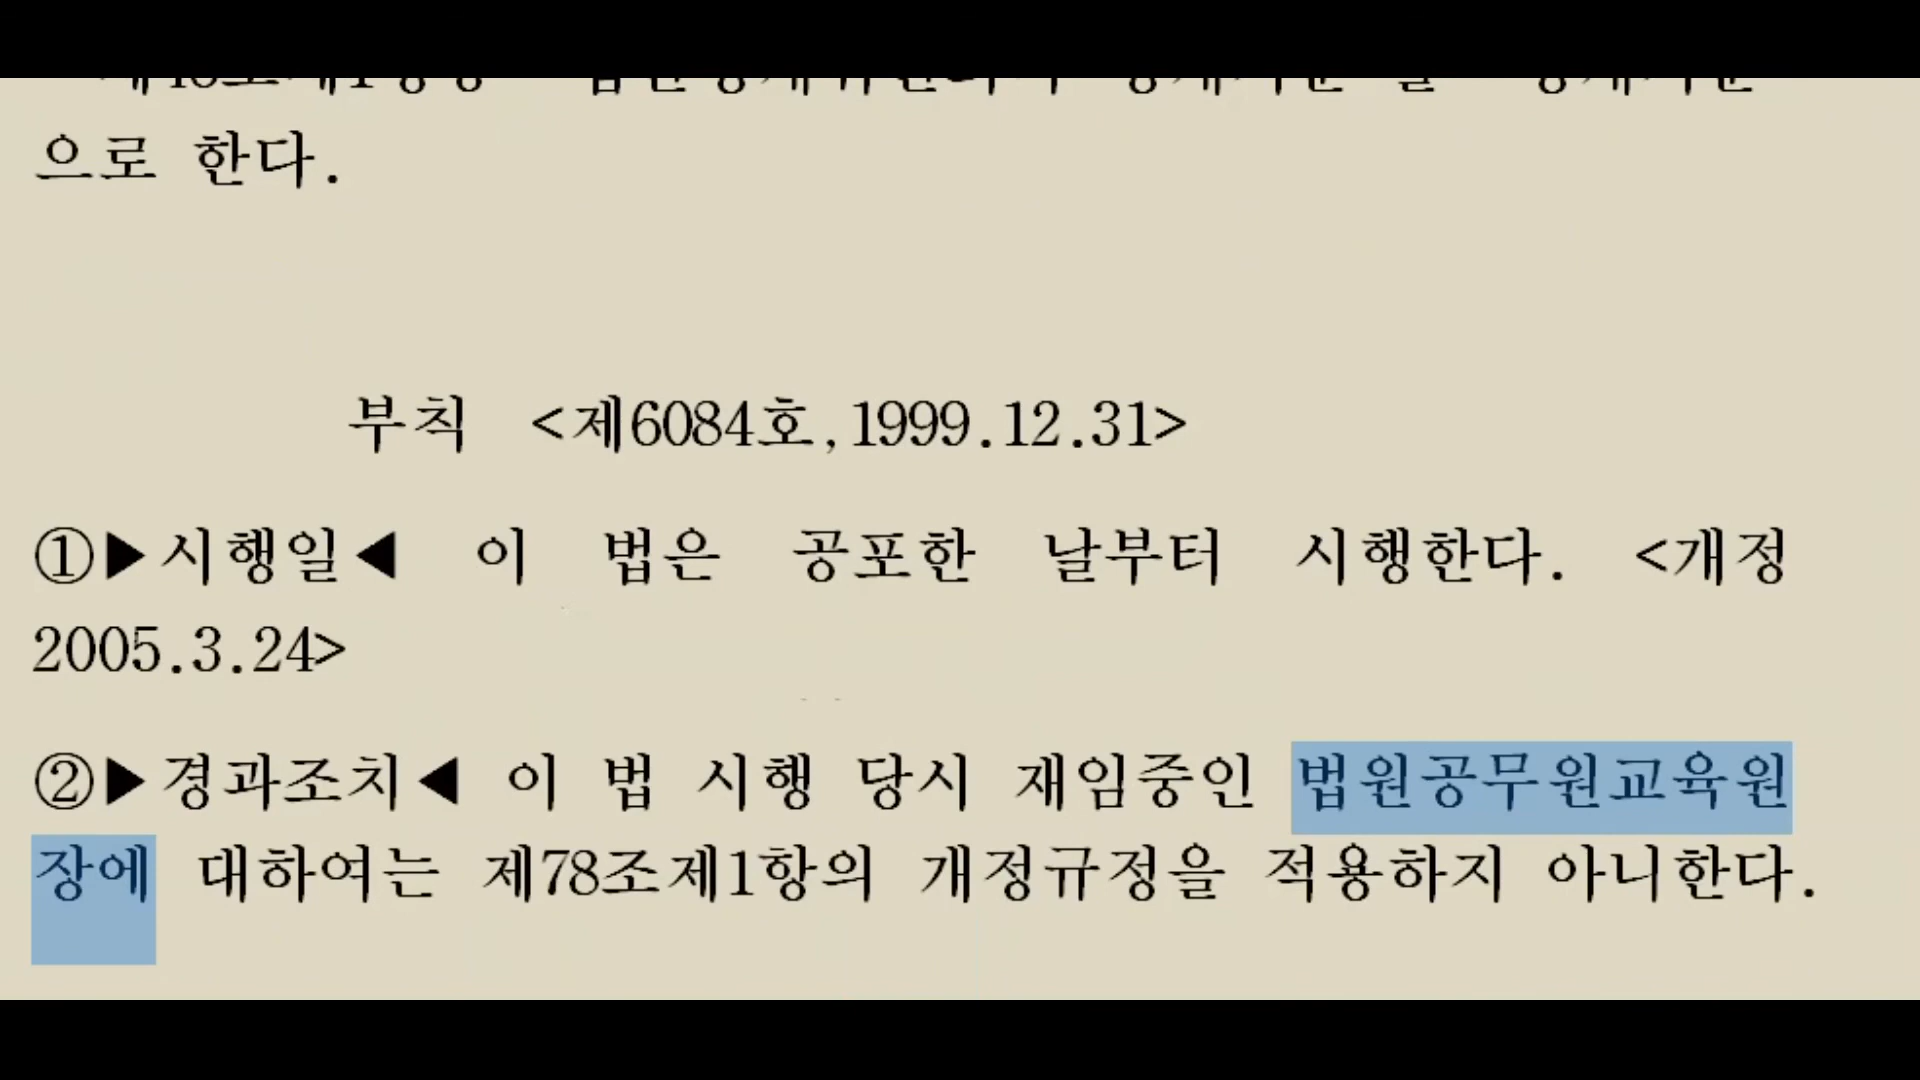 으로 한다.
부칙 <제6084호,1999.12.31>
①▶시행일◀ 이 법은 공포한 날부터 시행한다. <개정
2005.3.24>
②▶경과조치◀ 이 법 시행 당시 재임중인 법원공무원교육원
장에 대하여는 제78조제1항의 개정규정을 적용하지 아니한다.